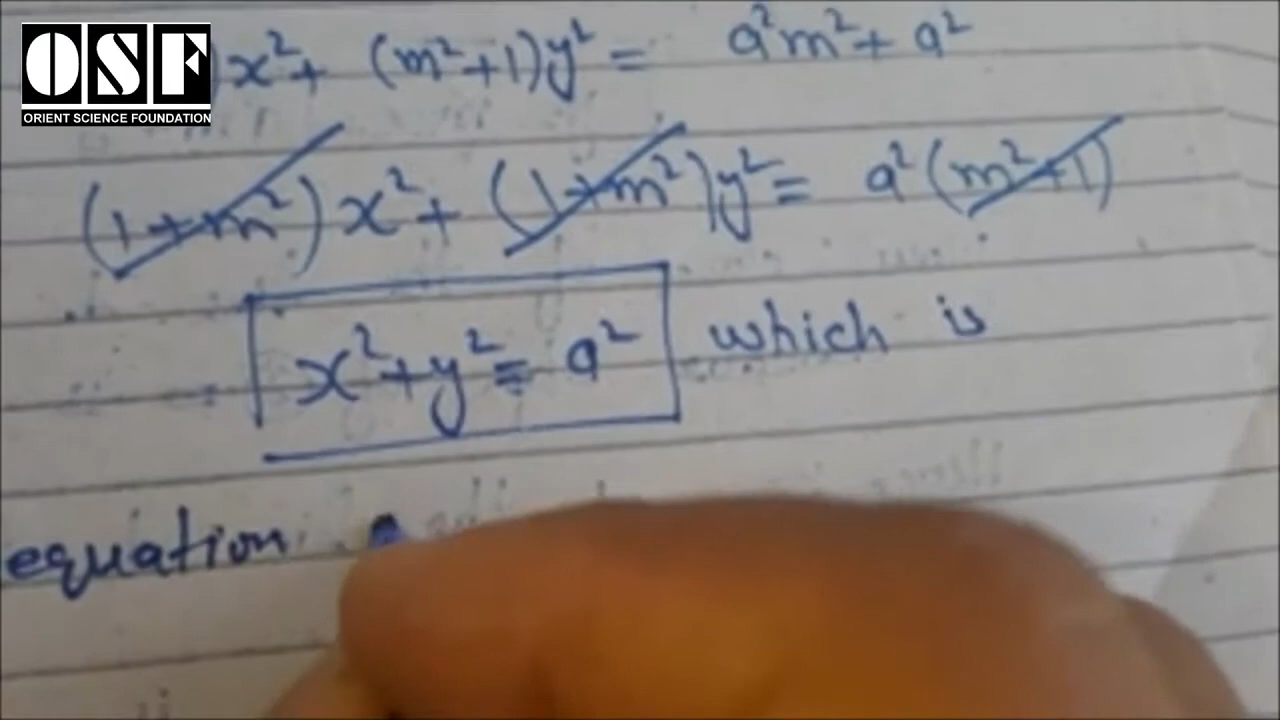 OSF
ORIENT SCIENCE FOUNDATION
)x²+ (m²+1)y² = a²m²+ a²
(1+m²)x²+ (1+m²)y²= a²(m²+1)
x²+y²= a² which is
equation